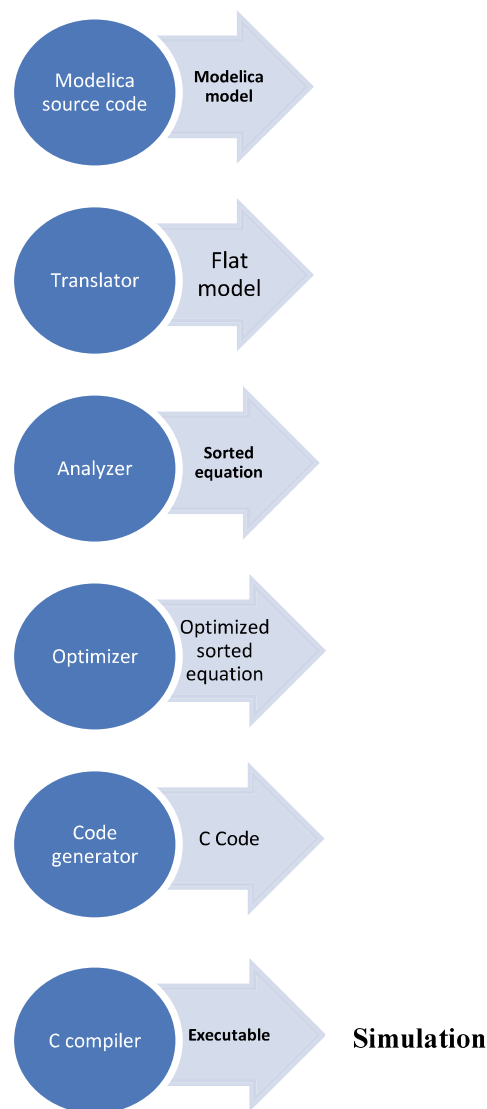 Modelica
source code
Modelica
model
Translator
Flat
model
Analyzer
Sorted
equation
Optimizer
Optimized
sorted
equation
Code
generator
C Code
C compiler
Executable
Simulation